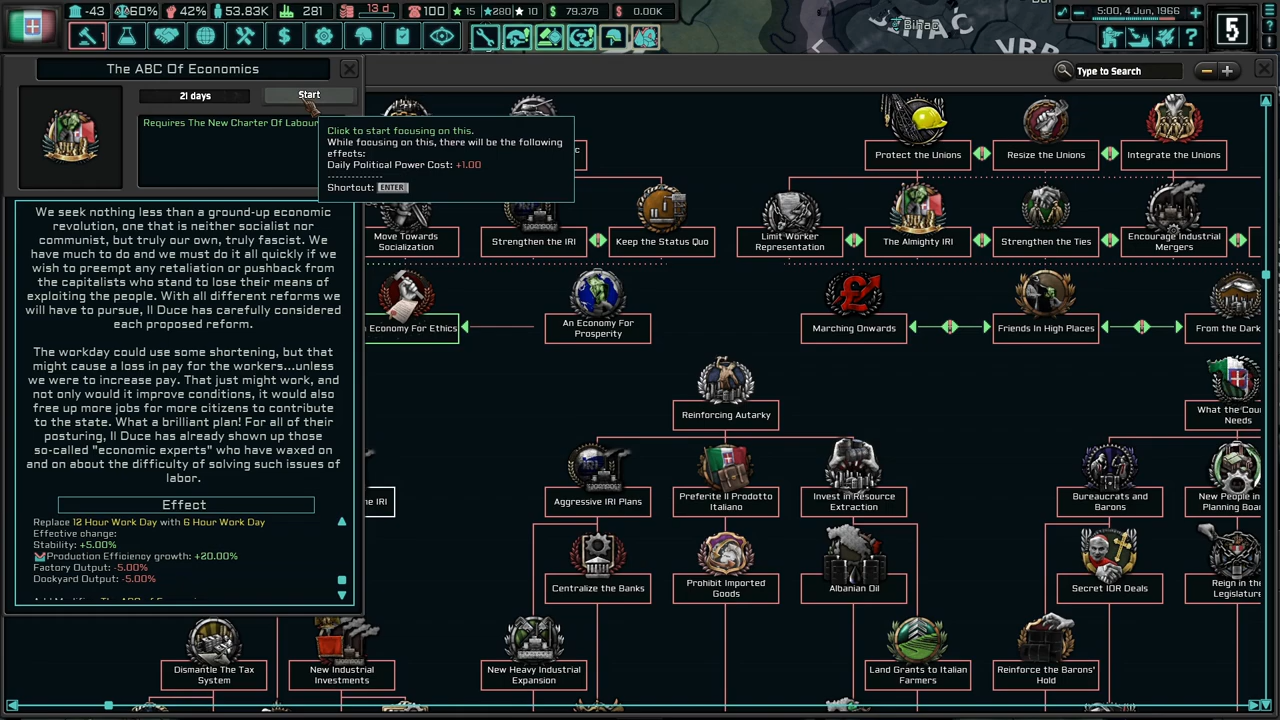 -43
60%
42%
53.83K
281
13 d
100
15
280
10
79.37B
0.00K
5:00, 4 Jun, 1966
5
The ABC Of Economics
Type to Search
21 days
Start
Requires The New Charter Of Labour
Click to start focusing on this.
While focusing on this, there will be the following
effects:
Daily Political Power Cost: +1.00
--------------
Shortcut: ENTER
Protect the Unions
Resize the Unions
Integrate the Unions
Move Towards
Socialization
Strengthen the IRI
Keep the Status Quo
Limit Worker
Representation
The Almighty IRI
Strengthen the Ties
Encourage Industrial
Mergers
n Economy For Ethics
An Economy For
Prosperity
Marching Onwards
Friends In High Places
From the Dark
Reinforcing Autarky
What the Cou
Needs
We seek nothing less than a ground-up economic
revolution, one that is neither socialist nor
communist, but truly our own, truly fascist. We
have much to do and we must do it all quickly if we
wish to preempt any retaliation or pushback from
the capitalists who stand to lose their means of
exploiting the people. With all different reforms we
will have to pursue, Il Duce has carefully considered
each proposed reform.
The workday could use some shortening, but that
might cause a loss in pay for the workers...unless
we were to increase pay. That just might work, and
not only would it improve conditions, it would also
free up more jobs for more citizens to contribute
to the state. What a brilliant plan! For all of their
posturing, Il Duce has already shown up those
so-called "economic experts" who have waxed on
and on about the difficulty of solving such issues of
labor.
Effect
Replace 12 Hour Work Day with 6 Hour Work Day
Effective change:
Stability: +5.00%
Production Efficiency growth: +20.00%
Factory Output: -5.00%
Dockyard Output: -5.00%
Add Modifier The ABC of Economics
he IRI
Aggressive IRI Plans
Preferite Il Prodotto
Italiano
Invest in Resource
Extraction
Bureaucrats and
Barons
New People in
Planning Boa
Centralize the Banks
Prohibit Imported
Goods
Albanian Oil
Secret IOR Deals
Reign in the
Legislature
Dismantle The Tax
System
New Industrial
Investments
New Heavy Industrial
Expansion
Land Grants to Italian
Farmers
Reinforce the Barons'
Hold